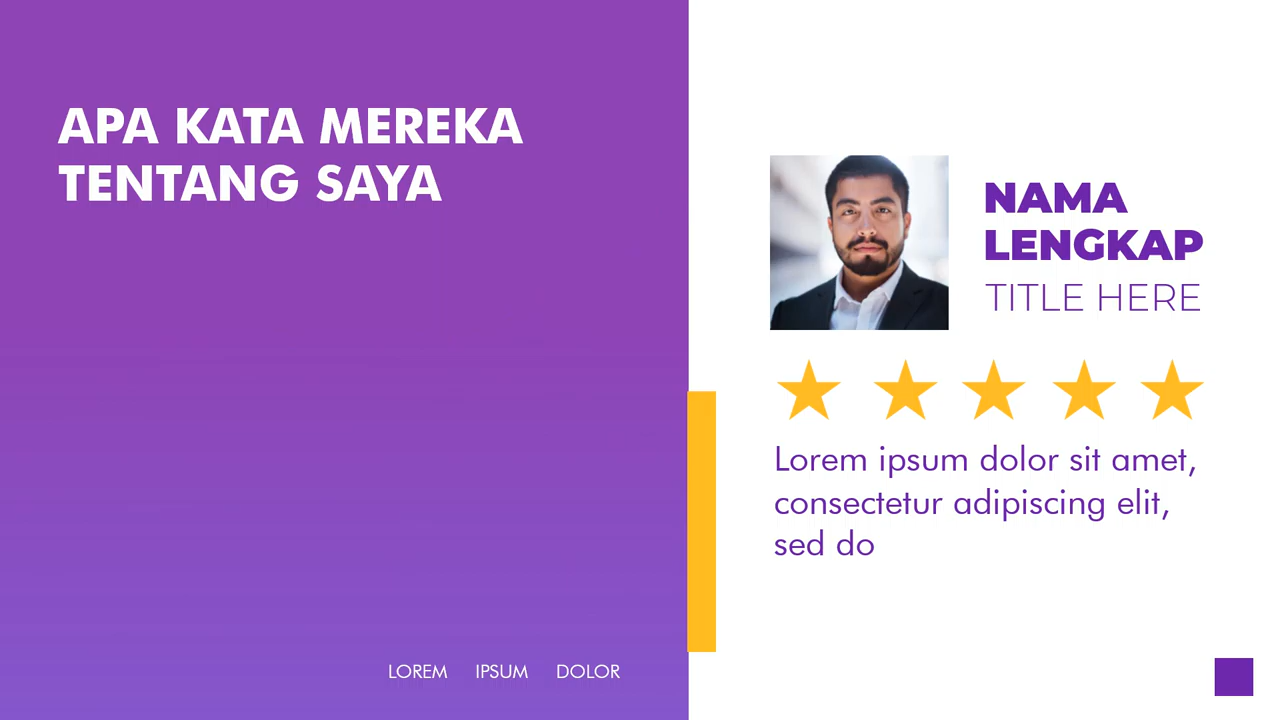 APA KATA MEREKA
TENTANG SAYA
NAMA
LENGKAP
TITLE HERE
Lorem ipsum dolor sit amet,
consectetur adipiscing elit,
sed do
LOREM IPSUM DOLOR